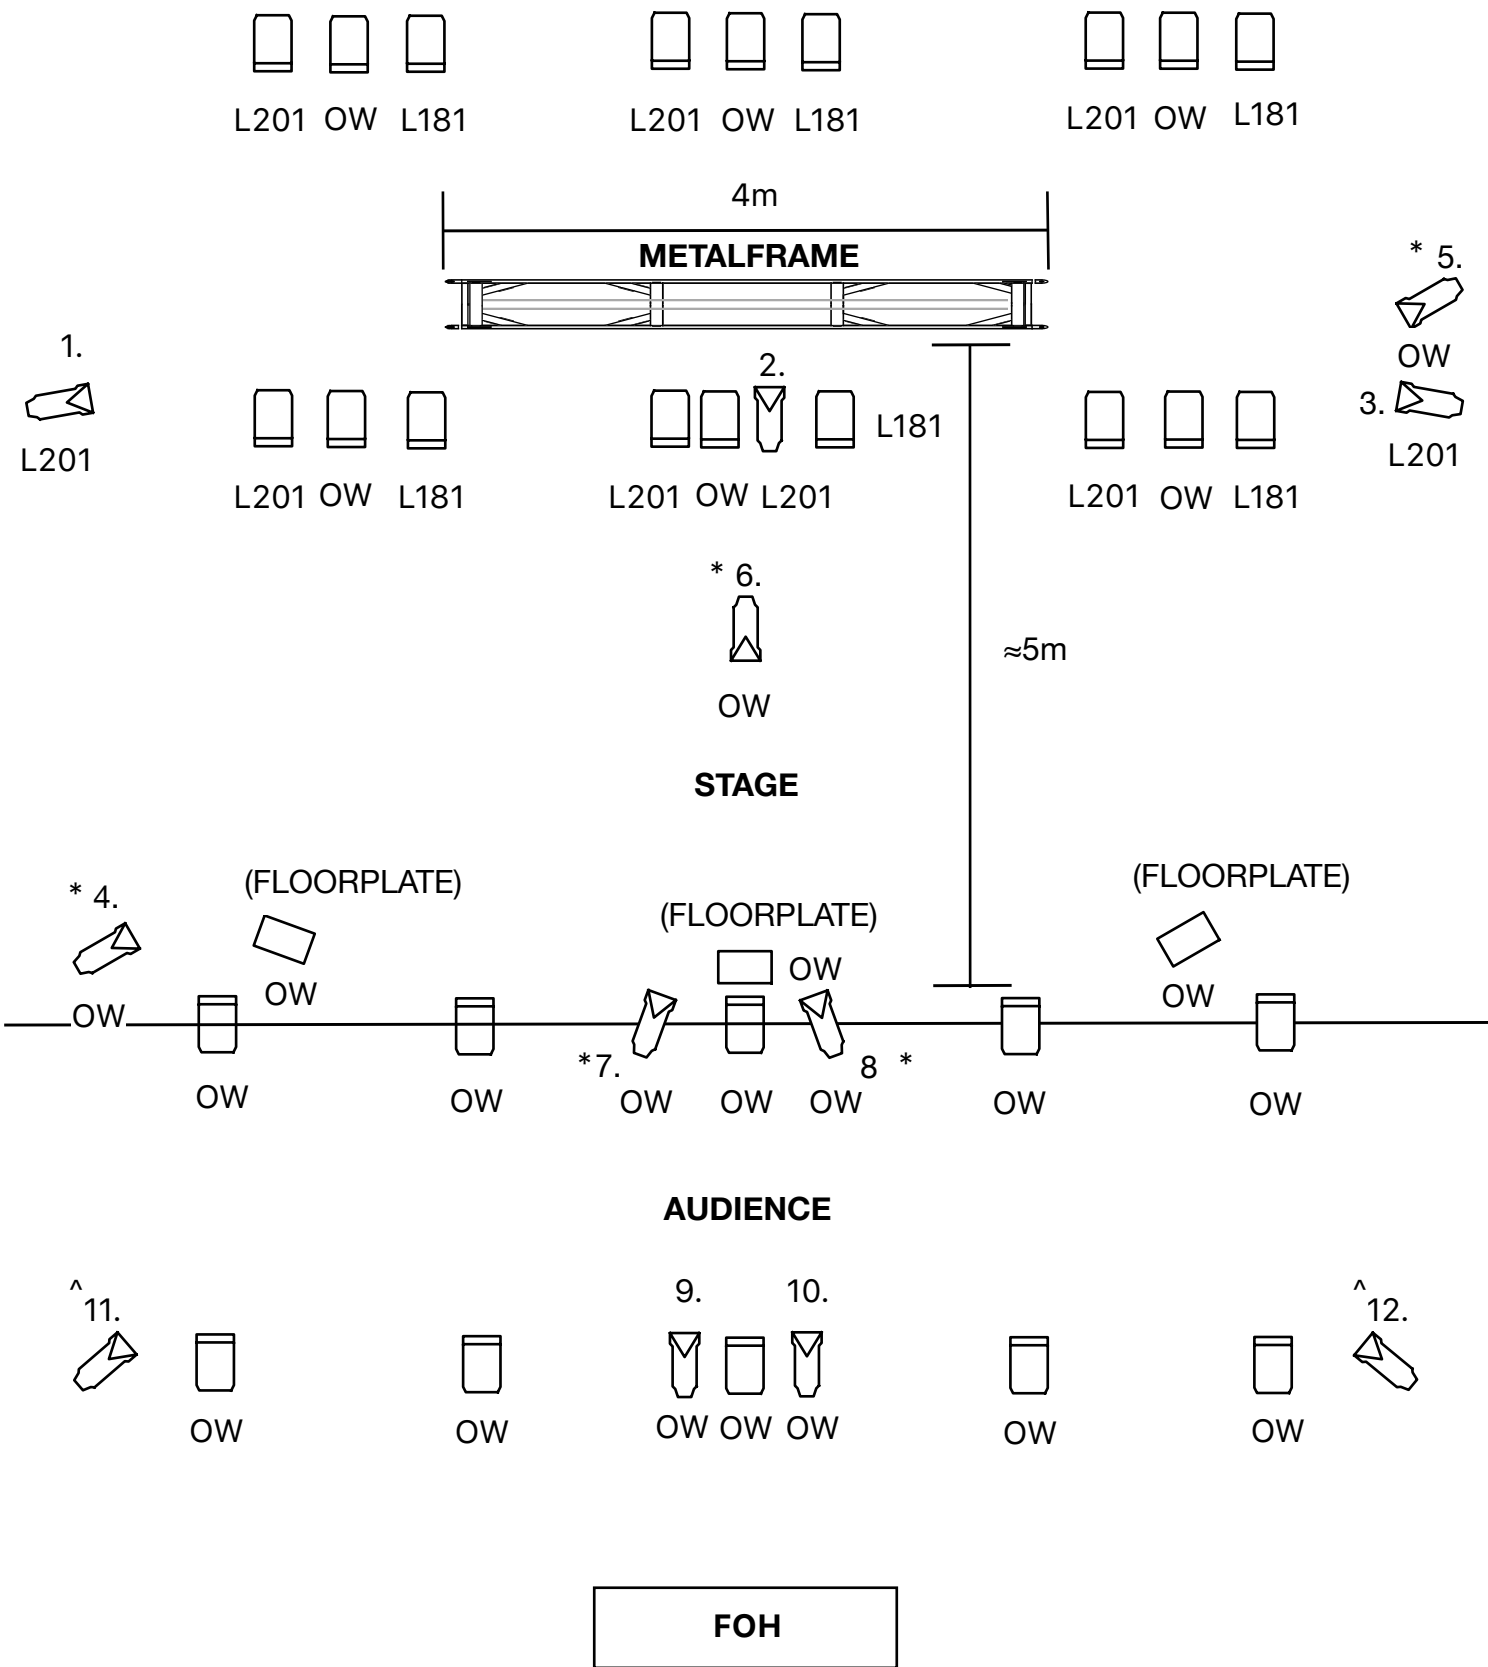 L201 OW L181 L201 OW L181 L201 OW L181
4m
METALFRAME
* 5.
OW
1.
L201
2.
3.
L201
L181
L201 OW L181 L201 OW L201 L201 OW L181
* 6.
OW
≈5m
STAGE
(FLOORPLATE) (FLOORPLATE) (FLOORPLATE)
* 4.
OW
OW
OW
OW
*7.
8 *
OW OW OW OW OW OW OW
AUDIENCE
^
11.
9. 10.
^
12.
OW OW OW OW OW OW OW
FOH